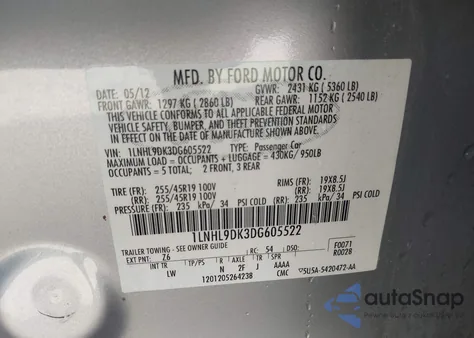 MFD. BY FORD MOTOR CO.
05/12 GVWR: 2431 KG ( 5360 LB)
FRONT GAWR: 1297 KG ( 2860 LB) REAR GAWR: 1152 KG ( 2540 LB)
THIS VEHICLE CONFORMS TO ALL APPLICABLE FEDERAL MOTOR
VEHICLE SAFETY, BUMPER, AND THEFT PREVENTION STANDARDS
IN EFFECT ON THE DATE OF MANUFACTURE SHOWN ABOVE.
VIN: 1LNHL9DK3DG605522 TYPE: Passenger Car
MAXIMUM LOAD = OCCUPANTS + LUGGAGE = 430KG/ 950LB
OCCUPANTS = 5 TOTAL: 2 FRONT, 3 REAR
TIRE (FR): 255/45R19 100V RIMS (FR): 19X8.5J
(RR): 255/45R19 100V (RR): 19X8.5J
PRESSURE (FR): 235 kPa/ 34 PSI COLD (RR): 235 kPa/ 34 PSI COLD
1LNHL9DK3DG605522
TRAILER TOWING - SEE OWNER GUIDE
EXT PNT: Z6 RC: 54 DSO: F0071
R0028
INT TR TP/PS R AXLE TR SPR
LW N 2F J AAAA
1201205264238 CMC 5U5A-5420472-AA
autoSnap